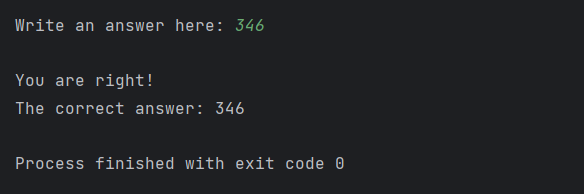 Write an answer here: 346
You are right!
The correct answer: 346
Process finished with exit code 0